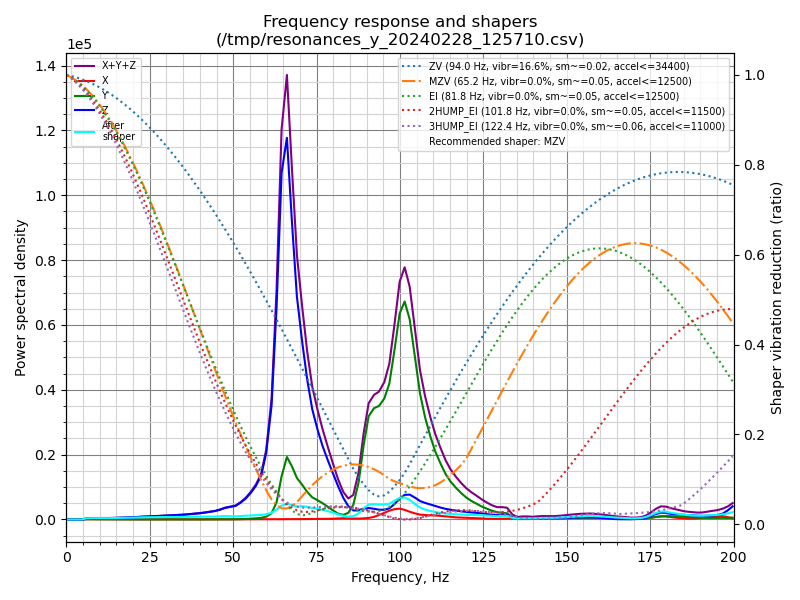 Frequency response and shapers
(/tmp/resonances_y_20240228_125710.csv)
1e5
X+Y+Z
X
Y
Z
After
shaper
ZV (94.0 Hz, vibr=16.6%, sm~=0.02, accel<=34400)
MZV (65.2 Hz, vibr=0.0%, sm~=0.05, accel<=12500)
EI (81.8 Hz, vibr=0.0%, sm~=0.05, accel<=12500)
2HUMP_EI (101.8 Hz, vibr=0.0%, sm~=0.05, accel<=11500)
3HUMP_EI (122.4 Hz, vibr=0.0%, sm~=0.06, accel<=11000)
Recommended shaper: MZV
Power spectral density
1.4
1.2
1.0
0.8
0.6
0.4
0.2
0.0
1.0
0.8
0.6
0.4
0.2
0.0
Shaper vibration reduction (ratio)
0 25 50 75 100 125 150 175 200
Frequency, Hz